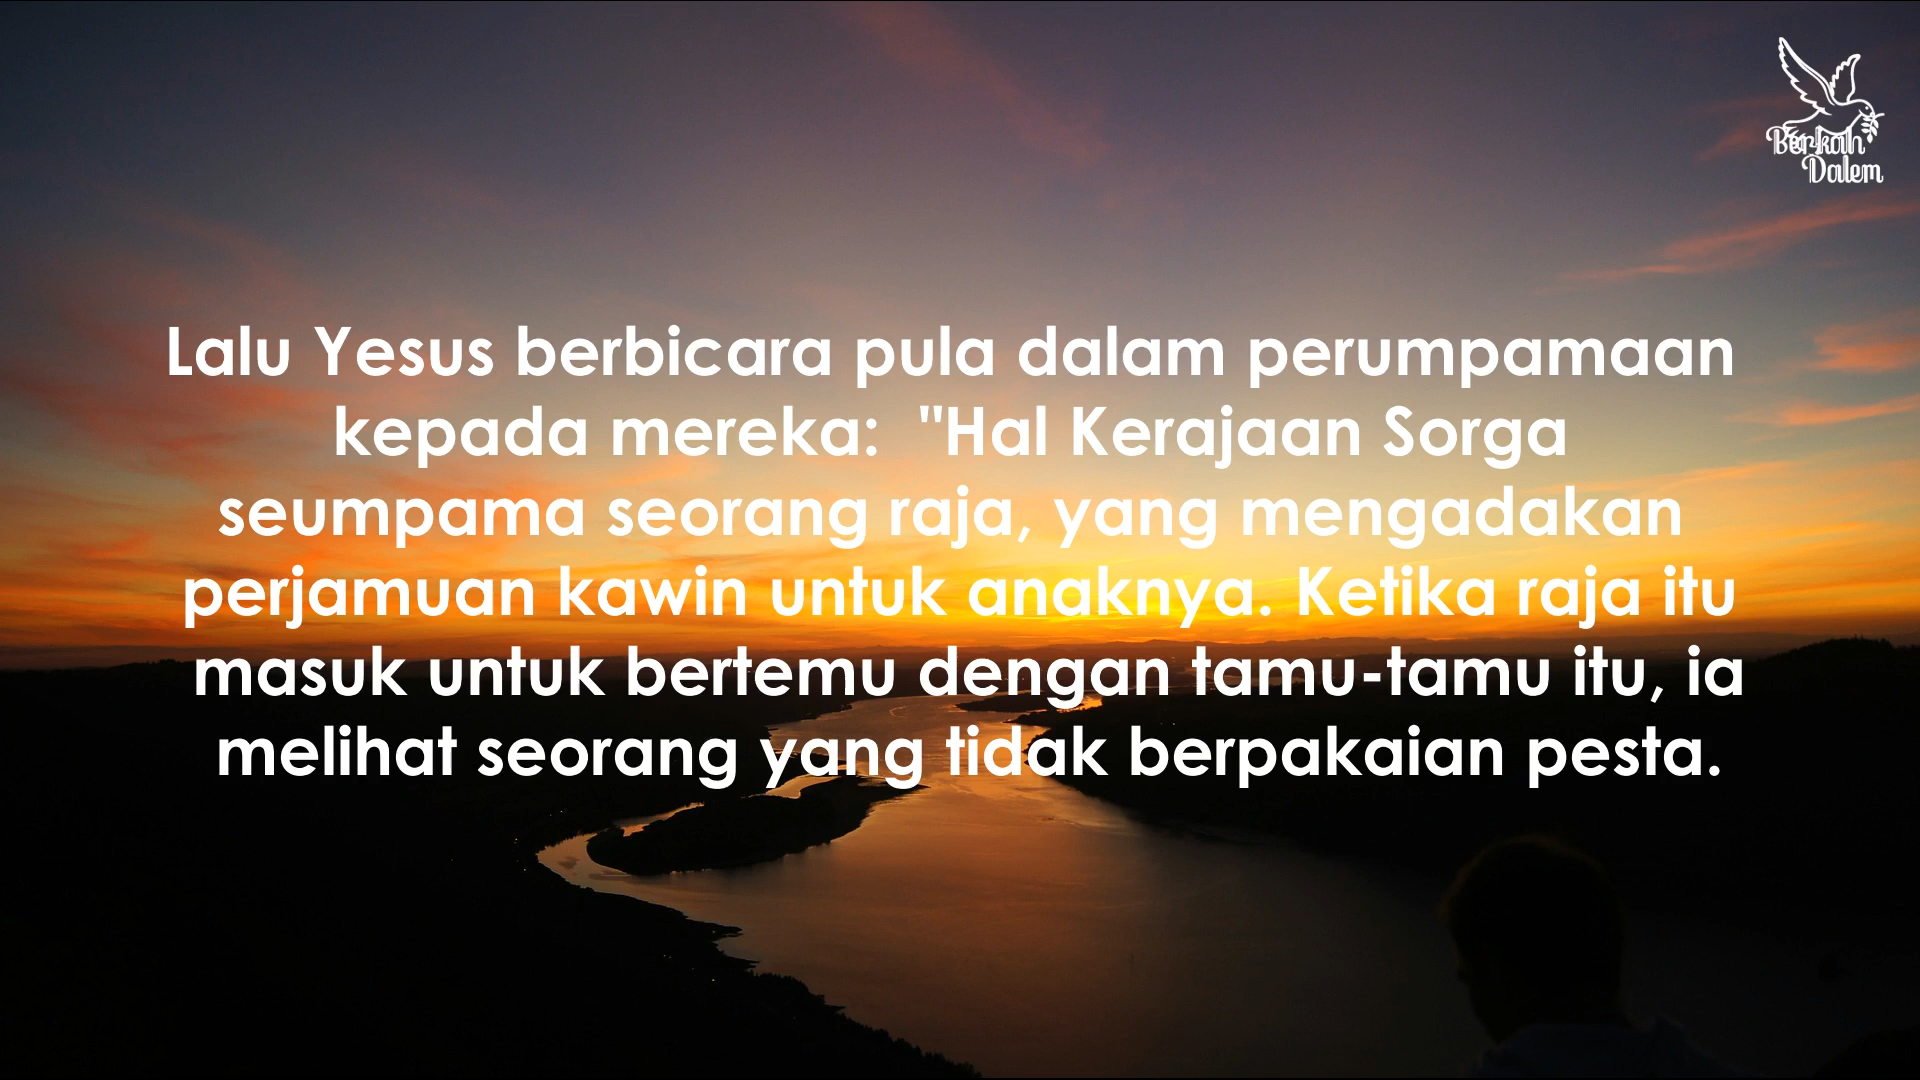 Berkah
Dalem
Lalu Yesus berbicara pula dalam perumpamaan
kepada mereka:  "Hal Kerajaan Sorga
seumpama seorang raja, yang mengadakan
perjamuan kawin untuk anaknya. Ketika raja itu
masuk untuk bertemu dengan tamu-tamu itu, ia
melihat seorang yang tidak berpakaian pesta.